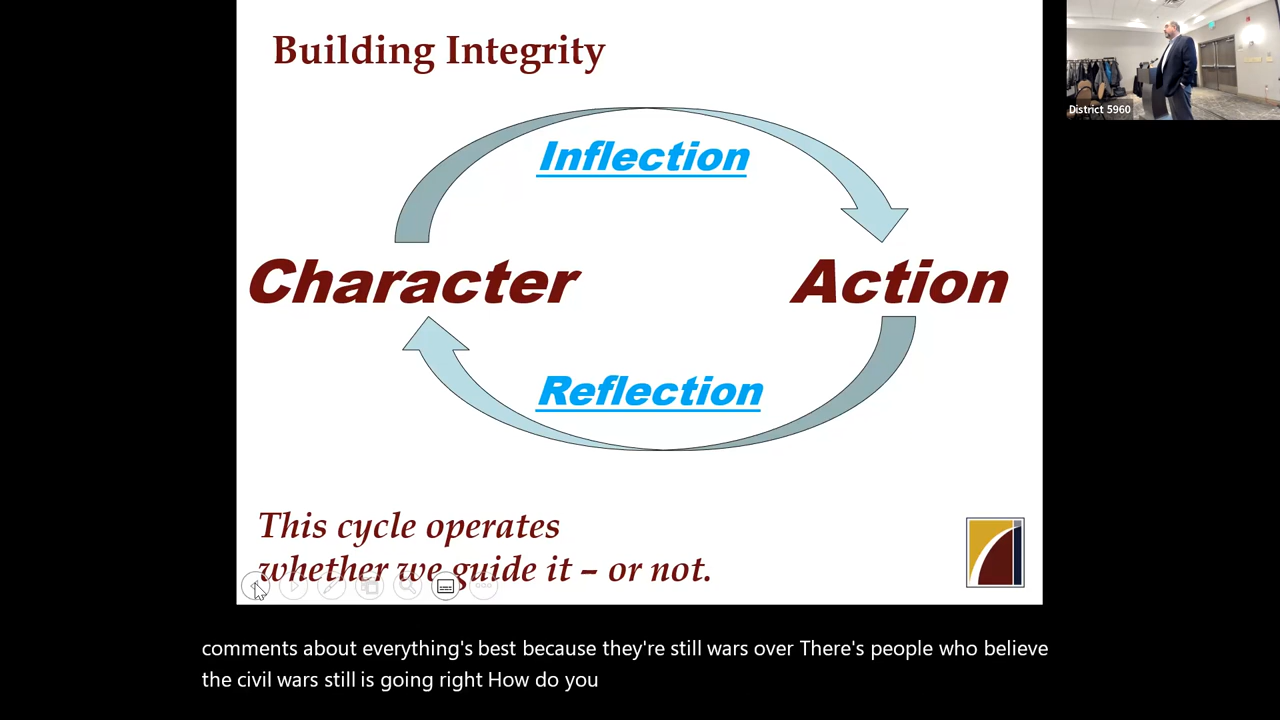 Building Integrity
Inflection
Character
Action
Reflection
This cycle operates
whether we guide it – or not.
District 5960
comments about everything's best because they're still wars over There's people who believe
the civil wars still is going right How do you